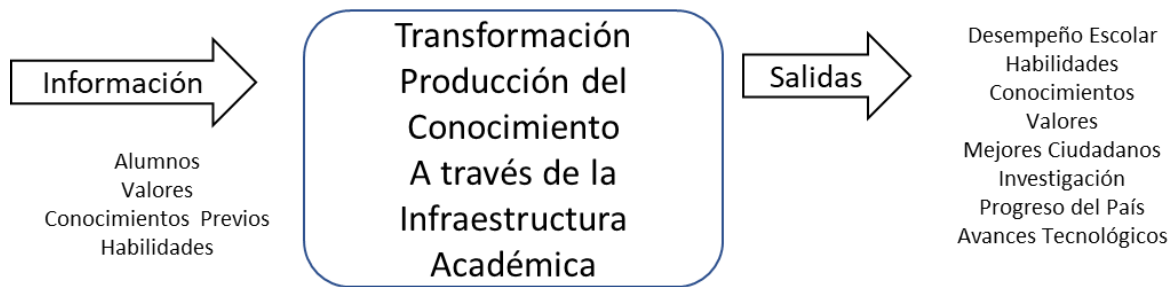 Información
Alumnos
Valores
Conocimientos Previos
Habilidades
Transformación
Producción del
Conocimiento
A través de la
Infraestructura
Académica
Salidas
Desempeño Escolar
Habilidades
Conocimientos
Valores
Mejores Ciudadanos
Investigación
Progreso del País
Avances Tecnológicos